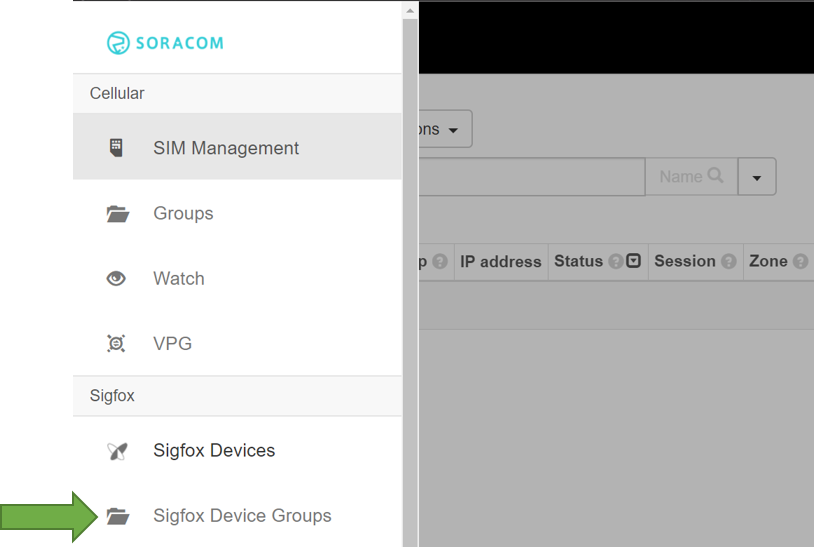 SORACOM
Cellular
SIM Management
Groups
Watch
VPG
Sigfox
Sigfox Devices
Sigfox Device Groups
ons
Name
p ? IP address Status ? Session ? Zone ?